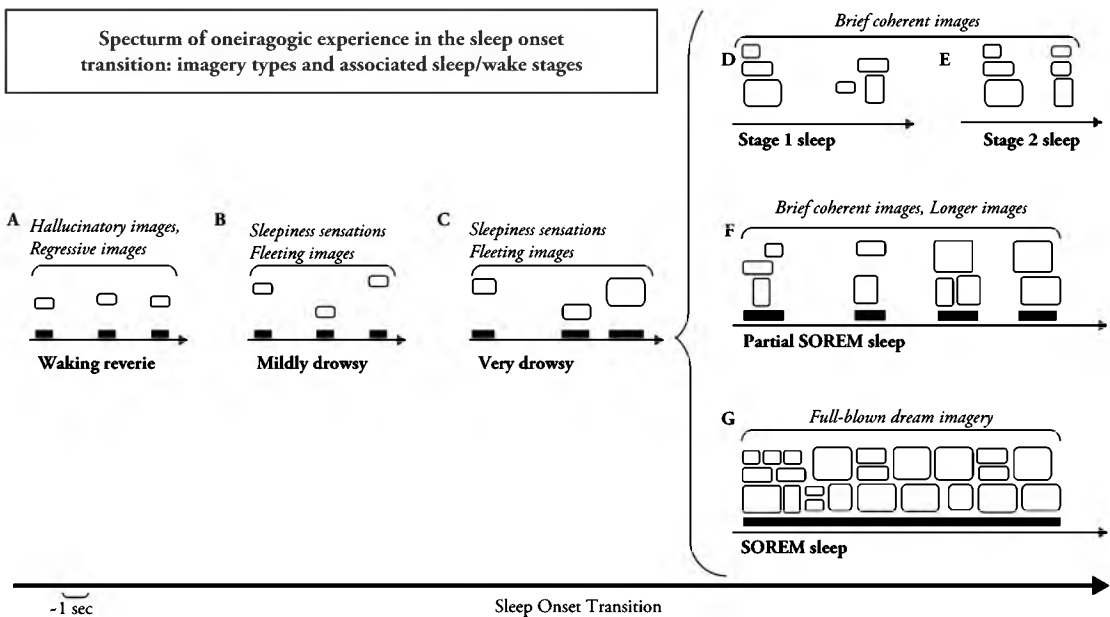 Specturm of oneiragogic experience in the sleep onset
transition: imagery types and associated sleep/wake stages
A
Hallucinatory images,
Regressive images
Waking reverie
B
Sleepiness sensations
Fleeting images
Mildly drowsy
C
Sleepiness sensations
Fleeting images
Very drowsy
Brief coherent images
D
Stage 1 sleep
E
Stage 2 sleep
Brief coherent images, Longer images
F
Partial SOREM sleep
G
Full-blown dream imagery
SOREM sleep
~1 sec
Sleep Onset Transition